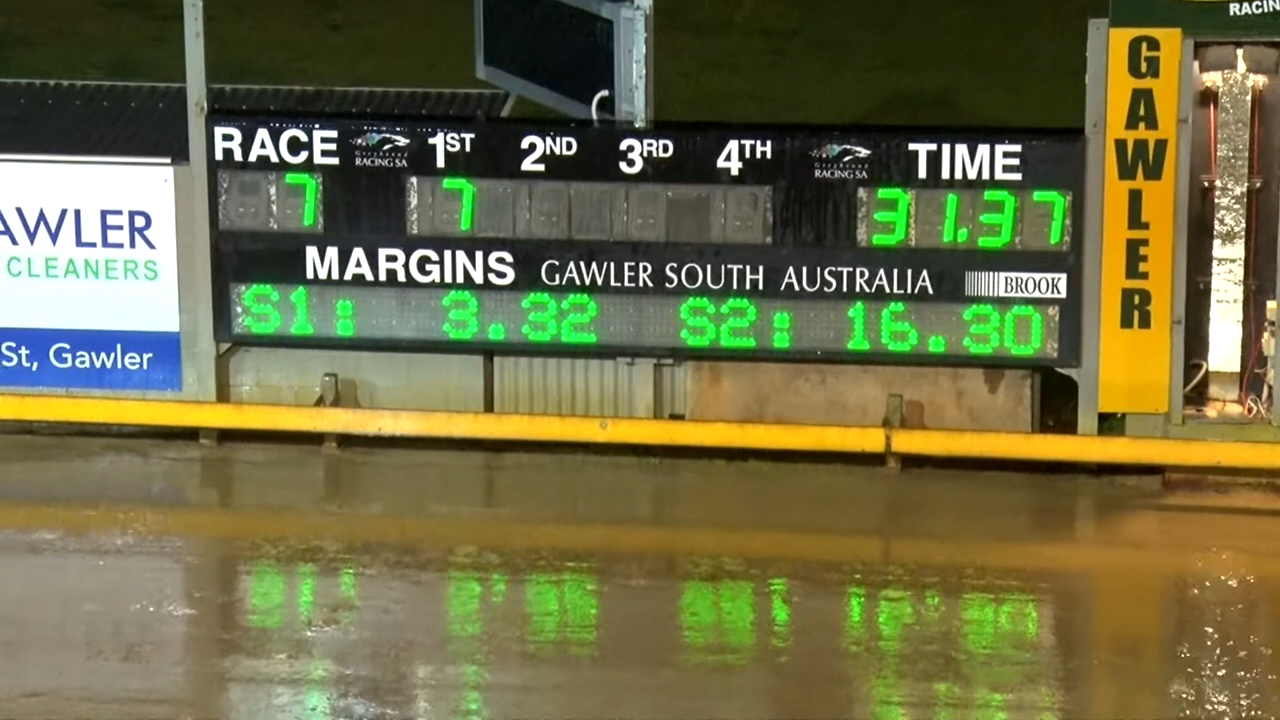 RACIN
GAWLER
RACE Greyhound RACING SA 1ST 2ND 3RD 4TH Greyhound RACING SA TIME
7 7 31.37
MARGINS GAWLER SOUTH AUSTRALIA BROOK
S1: 3.32 S2: 16.30
AWLER
CLEANERS
St, Gawler